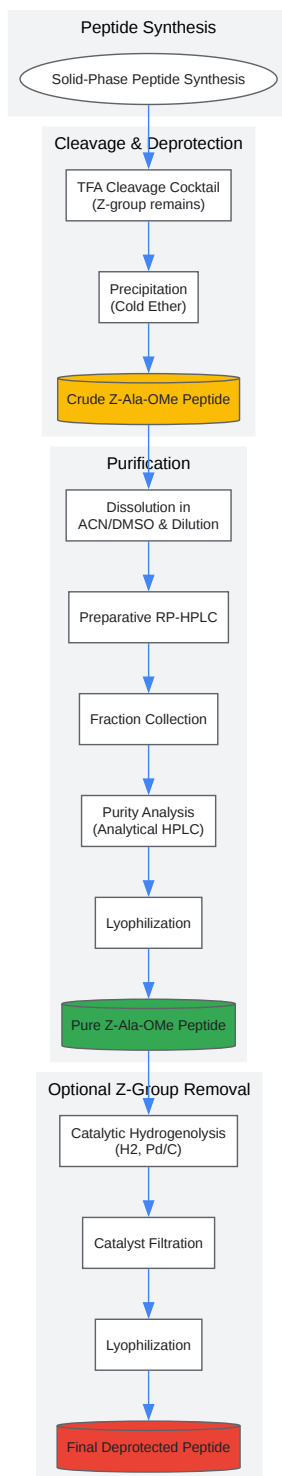 Peptide Synthesis
Solid-Phase Peptide Synthesis
Cleavage & Deprotection
TFA Cleavage Cocktail
(Z-group remains)
Precipitation
(Cold Ether)
Crude Z-Ala-OMe Peptide
Purification
Dissolution in
ACN/DMSO & Dilution
Preparative RP-HPLC
Fraction Collection
Purity Analysis
(Analytical HPLC)
Lyophilization
Pure Z-Ala-OMe Peptide
Optional Z-Group Removal
Catalytic Hydrogenolysis
(H2, Pd/C)
Catalyst Filtration
Lyophilization
Final Deprotected Peptide